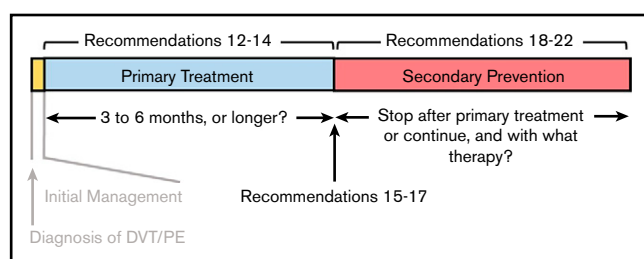 Recommendations 12-14
Recommendations 18-22
Primary Treatment
Secondary Prevention
3 to 6 months, or longer?
Stop after primary treatment
or continue, and with what
therapy?
Initial Management
Recommendations 15-17
Diagnosis of DVT/PE